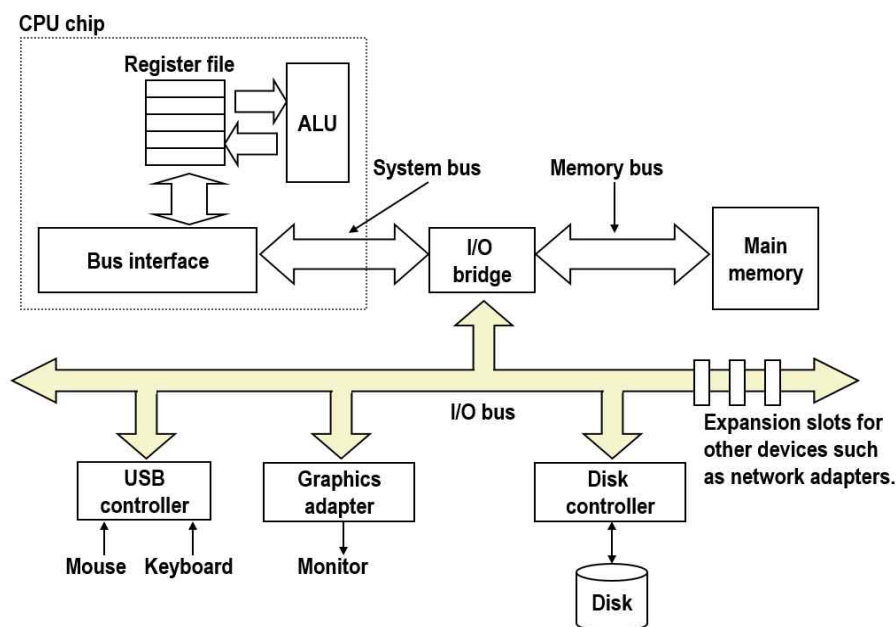 CPU chip
Register file
ALU
System bus
Memory bus
Bus interface
I/O
bridge
Main
memory
I/O bus
Expansion slots for
other devices such
as network adapters.
USB
controller
Graphics
adapter
Disk
controller
Mouse
Keyboard
Monitor
Disk